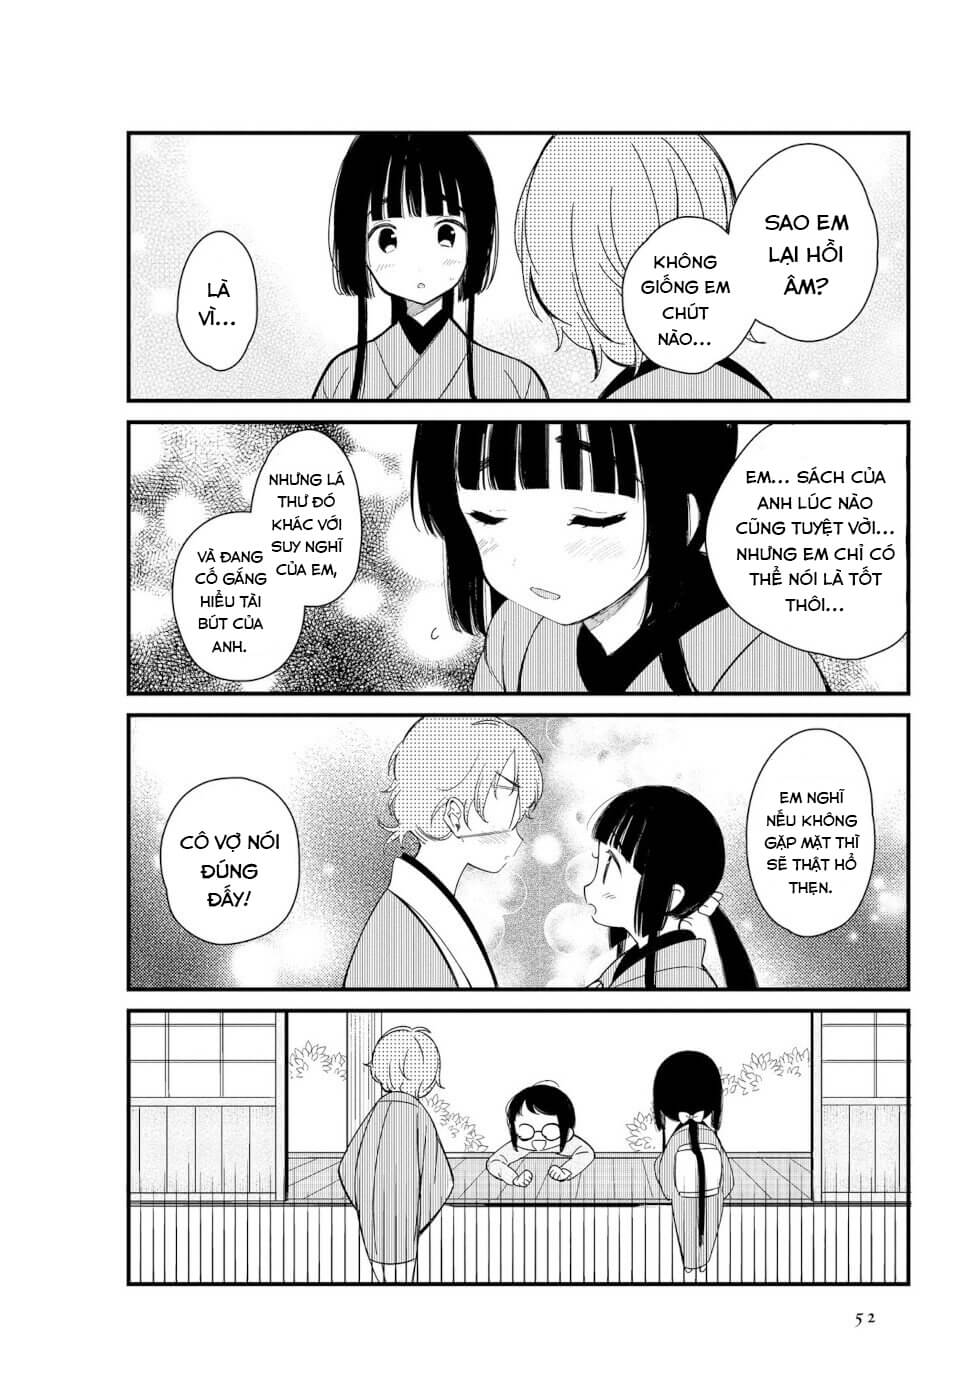 SAO EM
LẠI HỒI
ÂM?
KHÔNG
GIỐNG EM
CHÚT
NÀO...
LÀ
VÌ...
EM... SÁCH CỦA
ANH LÚC NÀO
CŨNG TUYỆT VỜI...
NHƯNG EM CHỈ CÓ
THỂ NÓI LÀ TỐT
THÔI...
NHƯNG LÁ
THƯ ĐÓ
KHÁC VỚI
SUY NGHĨ
CỦA EM,
VÀ ĐANG
CỐ GẮNG
HIỂU TÀI
BÚT CỦA
ANH.
EM NGHĨ
NẾU KHÔNG
GẶP MẶT THÌ
SẼ THẬT HỔ
THẸN.
CÔ VỢ NÓI
ĐÚNG
ĐẤY!
52